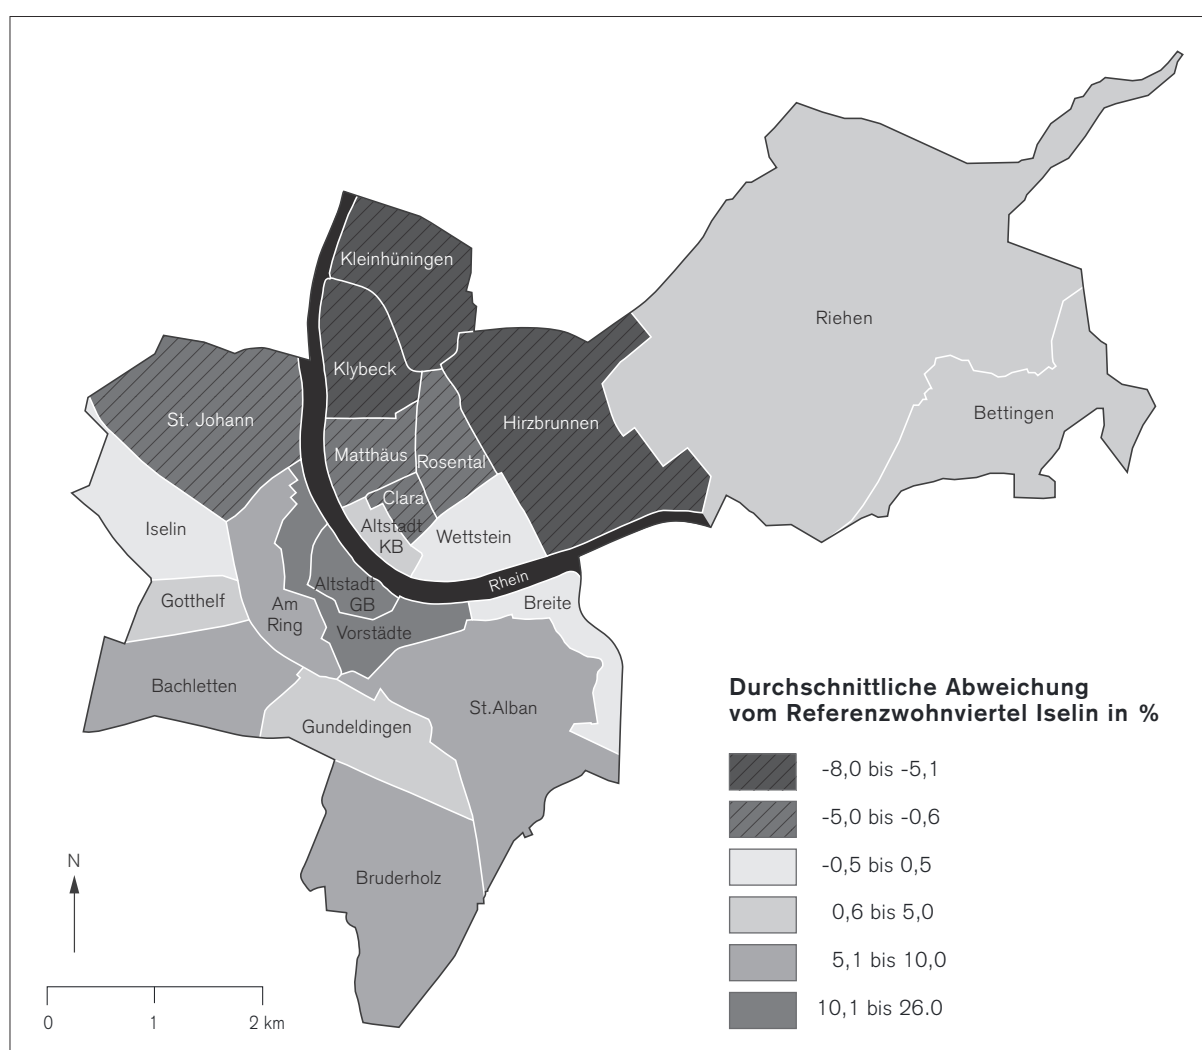 Kleinhüningen
Riehen
Klybeck
Bettingen
St. Johann
Hirzbrunnen
Matthäus
Rosental
Clara
Altstadt
KB
Iselin
Wettstein
Rhein
Altstadt
GB
Gotthelf
Am
Ring
Breite
Vorstädte
Bachletten
St.Alban
Gundeldingen
Bruderholz
Durchschnittliche Abweichung
vom Referenzwohnviertel Iselin in %
-8,0 bis -5,1
-5,0 bis -0,6
-0,5 bis 0,5
0,6 bis 5,0
5,1 bis 10,0
10,1 bis 26.0
N
0 1 2 km